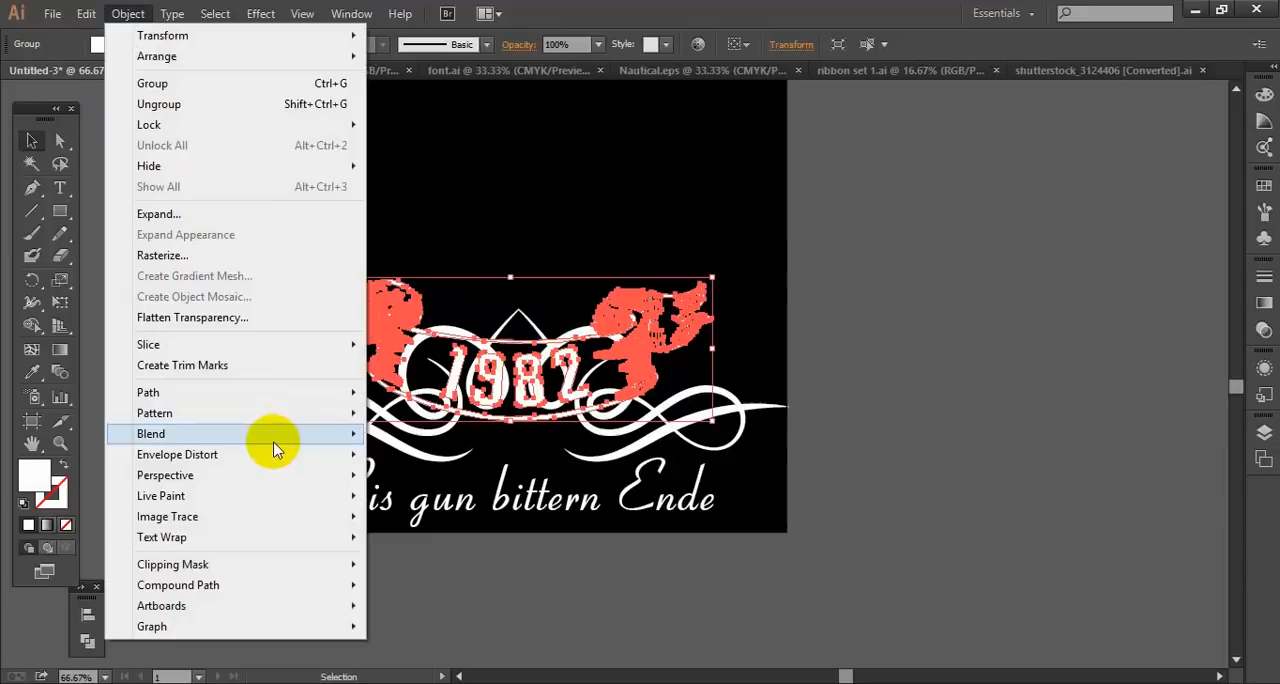 Ai File Edit Object Type Select Effect View Window Help Br Essentials
Group Basic Opacity: 100% Style: Transform
Untitled-3* @ 66.67 GB/Pr... × font.ai @ 33.33% (CMYK/Previe... × Nautical.eps @ 33.33% (CMYK/P... × ribbon set 1.ai @ 16.67% (RGB/P... × shutterstock_3124406 [Converted].ai ×
Transform
Arrange
Group Ctrl+G
Ungroup Shift+Ctrl+G
Lock
Unlock All Alt+Ctrl+2
Hide
Show All Alt+Ctrl+3
Expand...
Expand Appearance
Rasterize...
Create Gradient Mesh...
Create Object Mosaic...
Flatten Transparency...
Slice
Create Trim Marks
Path
Pattern
Blend
Envelope Distort
Perspective
Live Paint
Image Trace
Text Wrap
Clipping Mask
Compound Path
Artboards
Graph
1982
is gun bittern Ende
66.67% 1 Selection